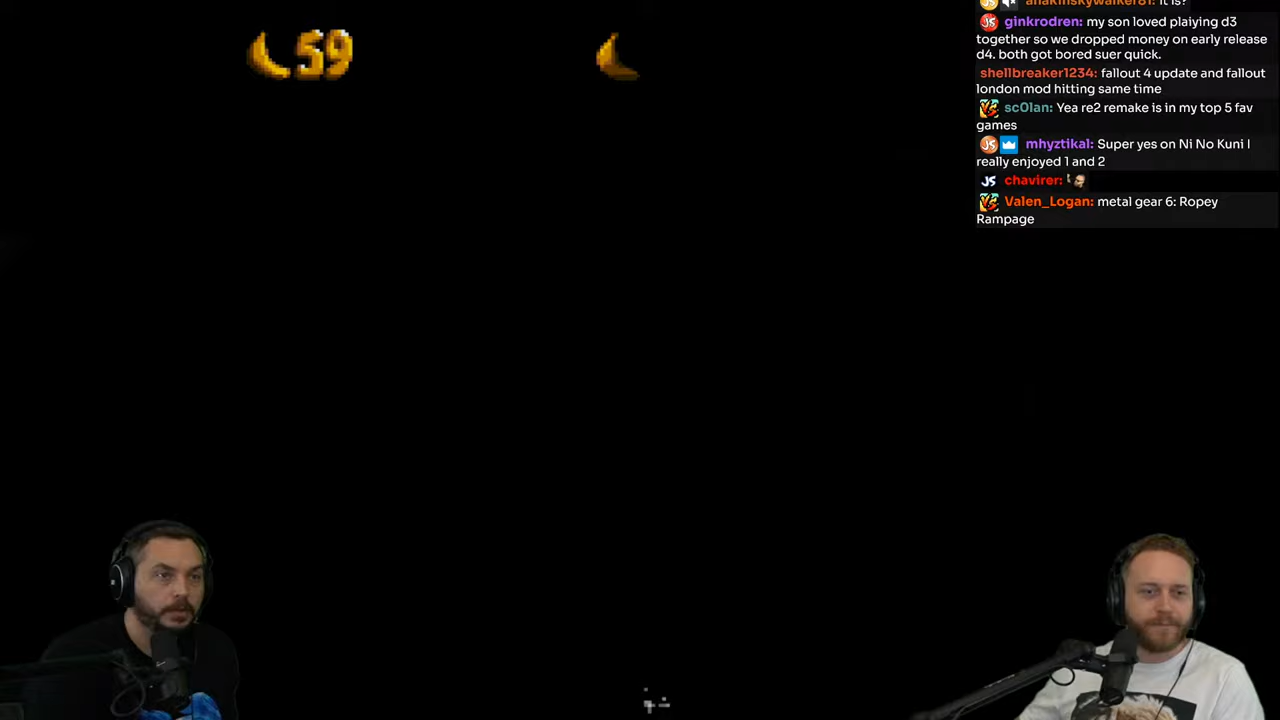 59
anakinskywalker81: it is?
ginkrodren: my son loved plaiying d3
together so we dropped money on early release
d4. both got bored suer quick.
shellbreaker1234: fallout 4 update and fallout
london mod hitting same time
sc0lan: Yea re2 remake is in my top 5 fav
games
mhyztikal: Super yes on Ni No Kuni I
really enjoyed 1 and 2
chavirer:
Valen_Logan: metal gear 6: Ropey
Rampage